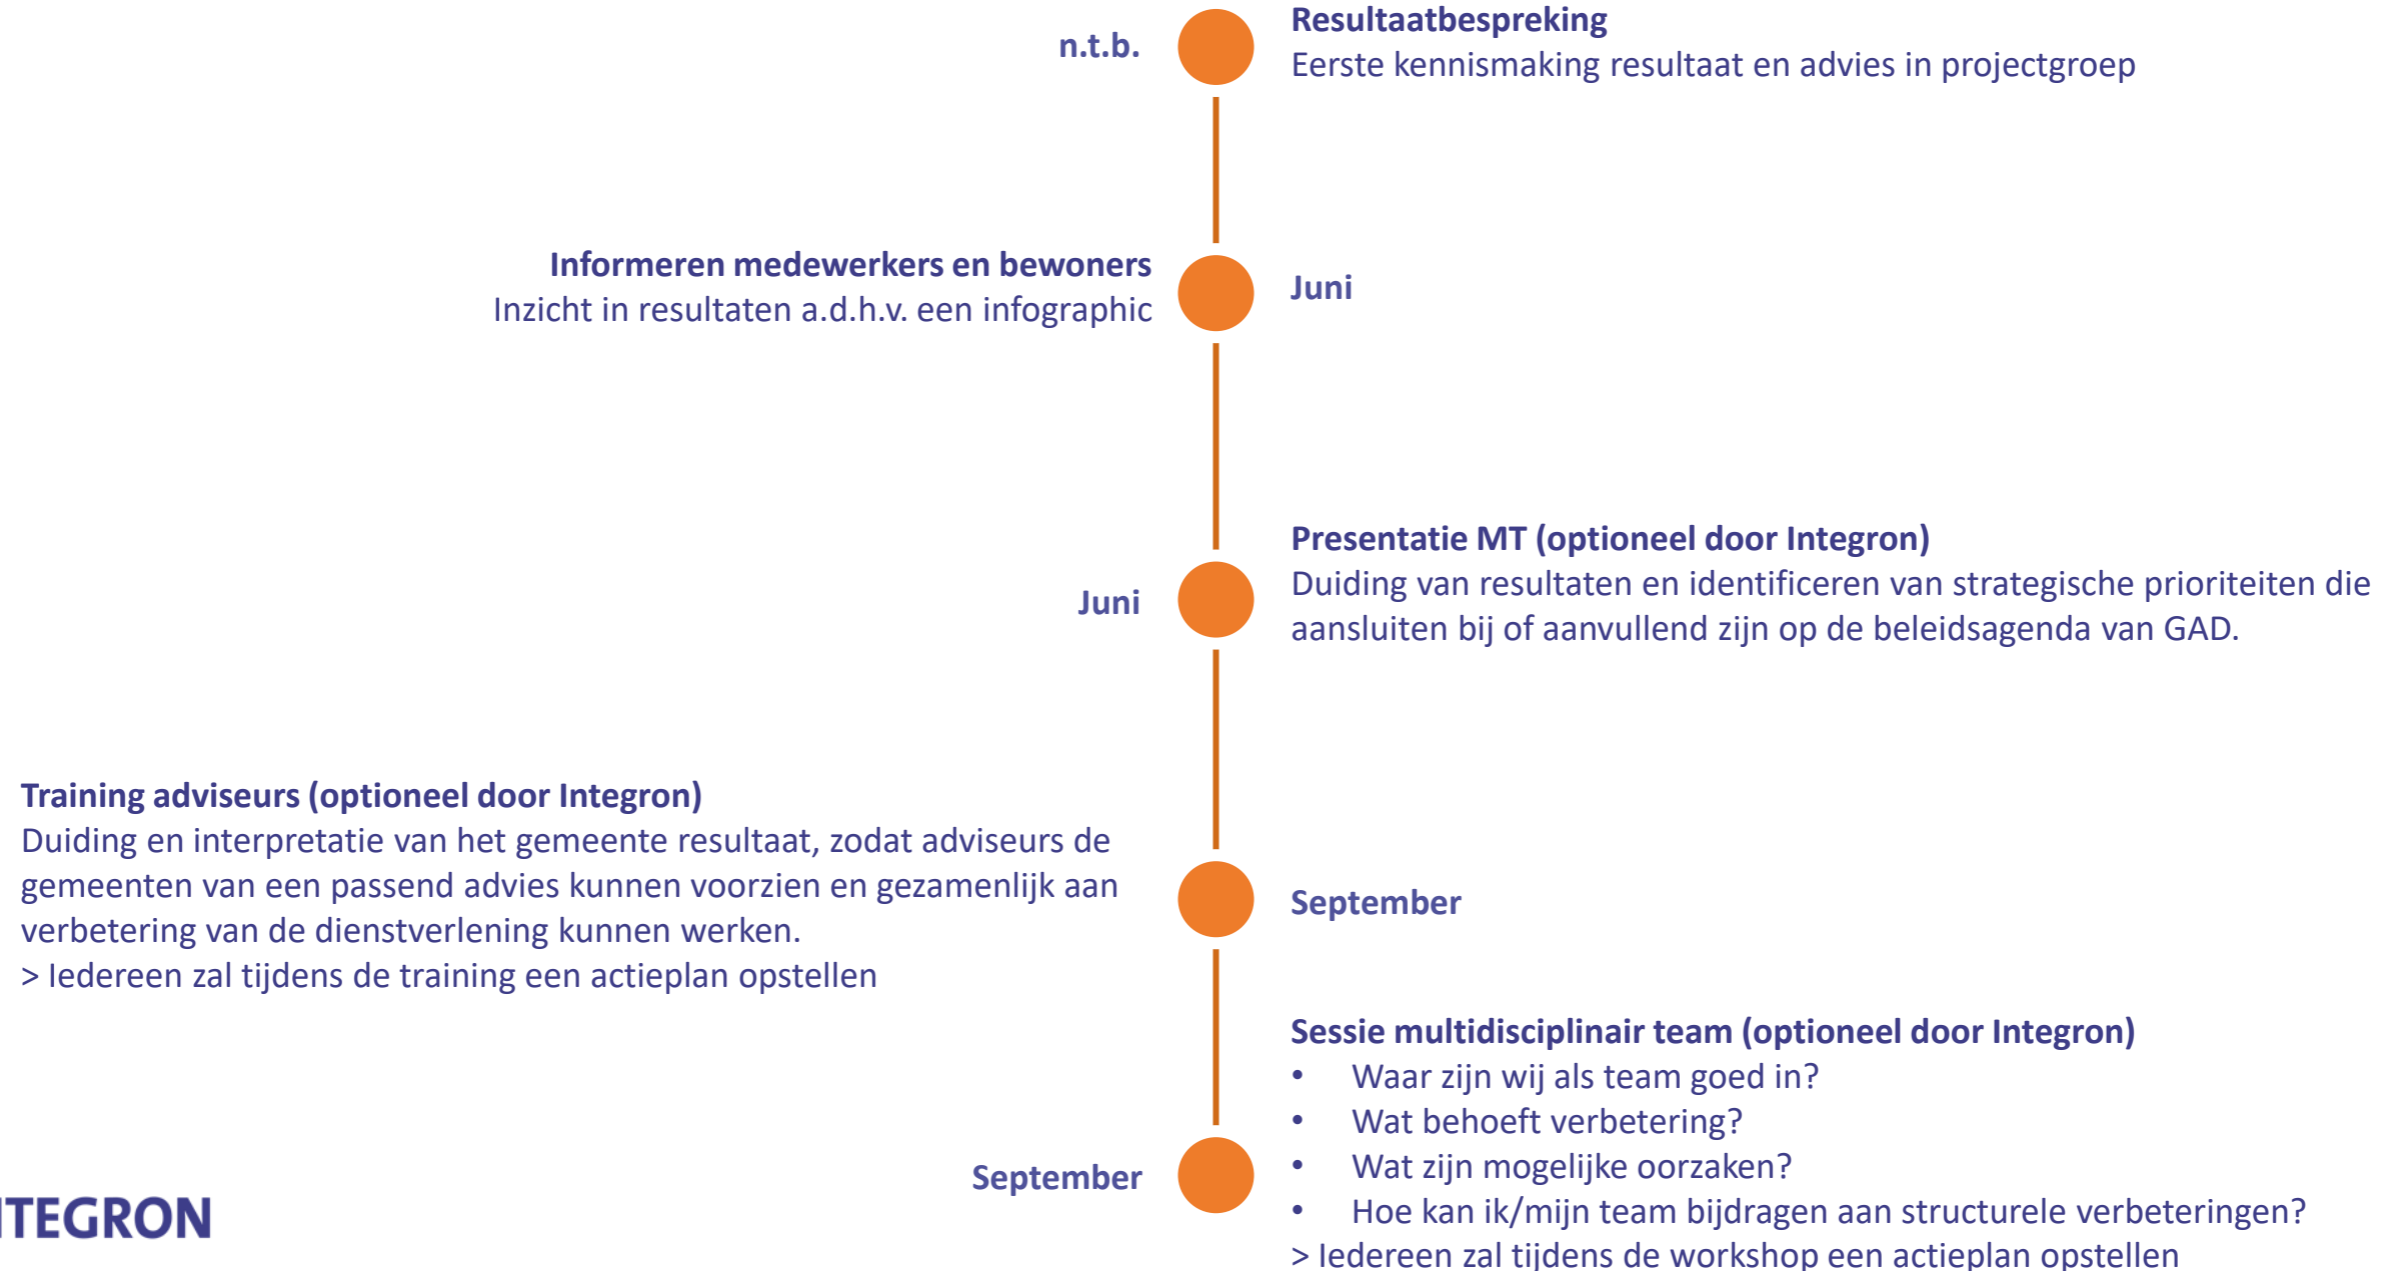 n.t.b.
Resultaatbespreking
Eerste kennismaking resultaat en advies in projectgroep
Informeren medewerkers en bewoners
Inzicht in resultaten a.d.h.v. een infographic
Juni
Juni
Presentatie MT (optioneel door Integron)
Duiding van resultaten en identificeren van strategische prioriteiten die
aansluiten bij of aanvullend zijn op de beleidsagenda van GAD.
Training adviseurs (optioneel door Integron)
Duiding en interpretatie van het gemeente resultaat, zodat adviseurs de
gemeenten van een passend advies kunnen voorzien en gezamenlijk aan
verbetering van de dienstverlening kunnen werken.
> Iedereen zal tijdens de training een actieplan opstellen
September
September
Sessie multidisciplinair team (optioneel door Integron)
• Waar zijn wij als team goed in?
• Wat behoeft verbetering?
• Wat zijn mogelijke oorzaken?
• Hoe kan ik/mijn team bijdragen aan structurele verbeteringen?
> Iedereen zal tijdens de workshop een actieplan opstellen
NTEGRON